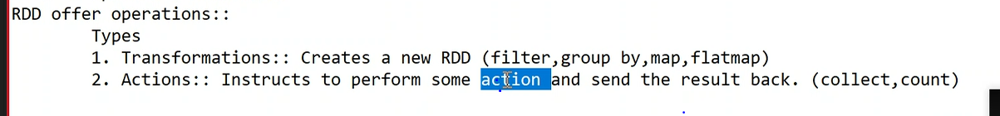 RDD offer operations::
Types
1. Transformations:: Creates a new RDD (filter,group by,map,flatmap)
2. Actions:: Instructs to perform some action and send the result back. (collect,count)